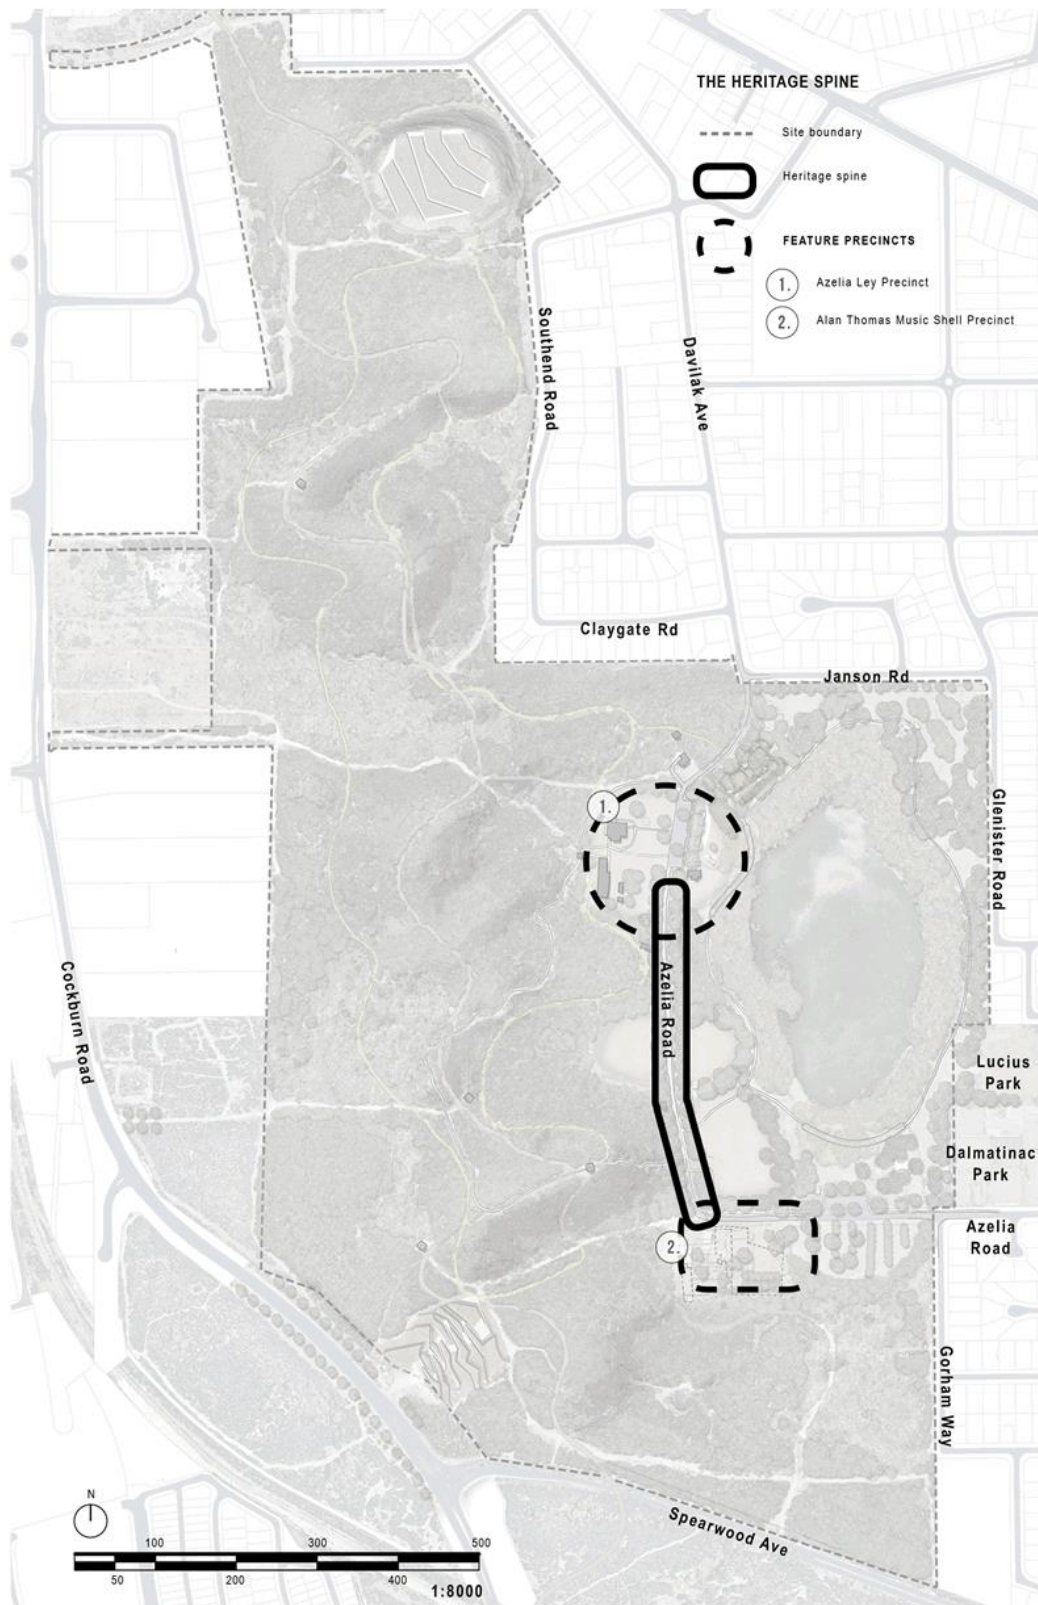 THE HERITAGE SPINE
Site boundary
Heritage spine
FEATURE PRECINCTS
1. Azelia Ley Precinct
2. Alan Thomas Music Shell Precinct
Southend Road
Davilak Ave
Claygate Rd
Janson Rd
Glenister Road
1.
Azelia Road
Cockburn Road
Lucius
Park
Dalmatinac
Park
Azelia
Road
2.
Gorham Way
Spearwood Ave
N
100 300 500
50 200 400
1:8000